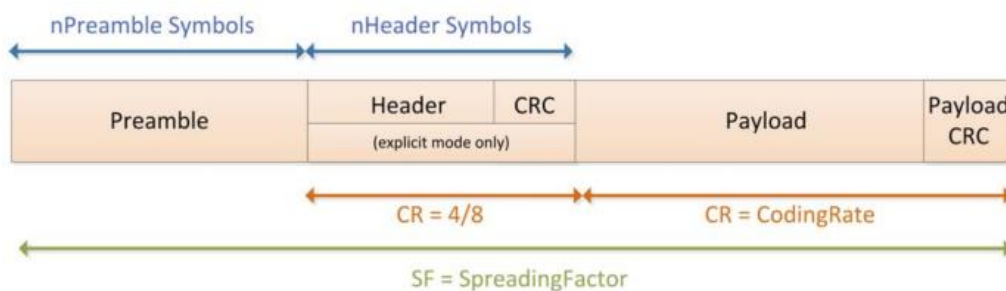 nPreamble Symbols nHeader Symbols
Preamble Header CRC Payload Payload CRC
(explicit mode only)
CR = 4/8 CR = CodingRate
SF = SpreadingFactor